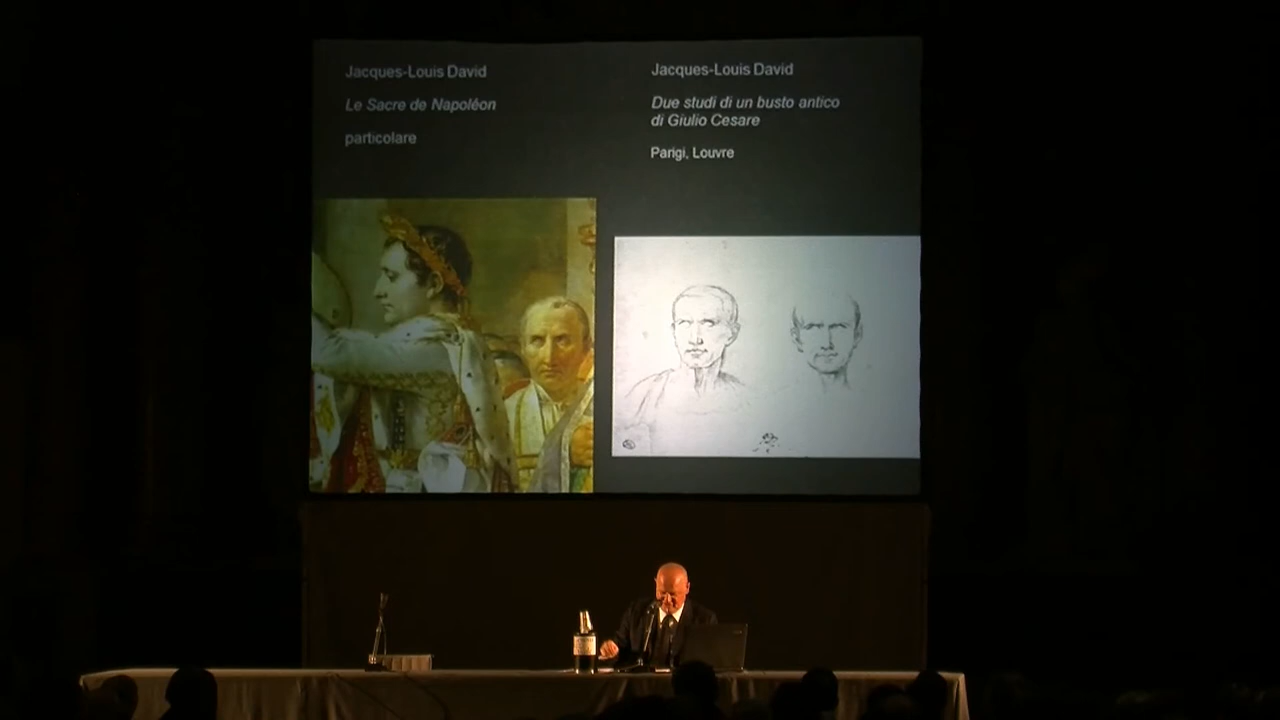 Jacques-Louis David
Le Sacre de Napoléon
particolare
Jacques-Louis David
Due studi di un busto antico
di Giulio Cesare
Parigi, Louvre